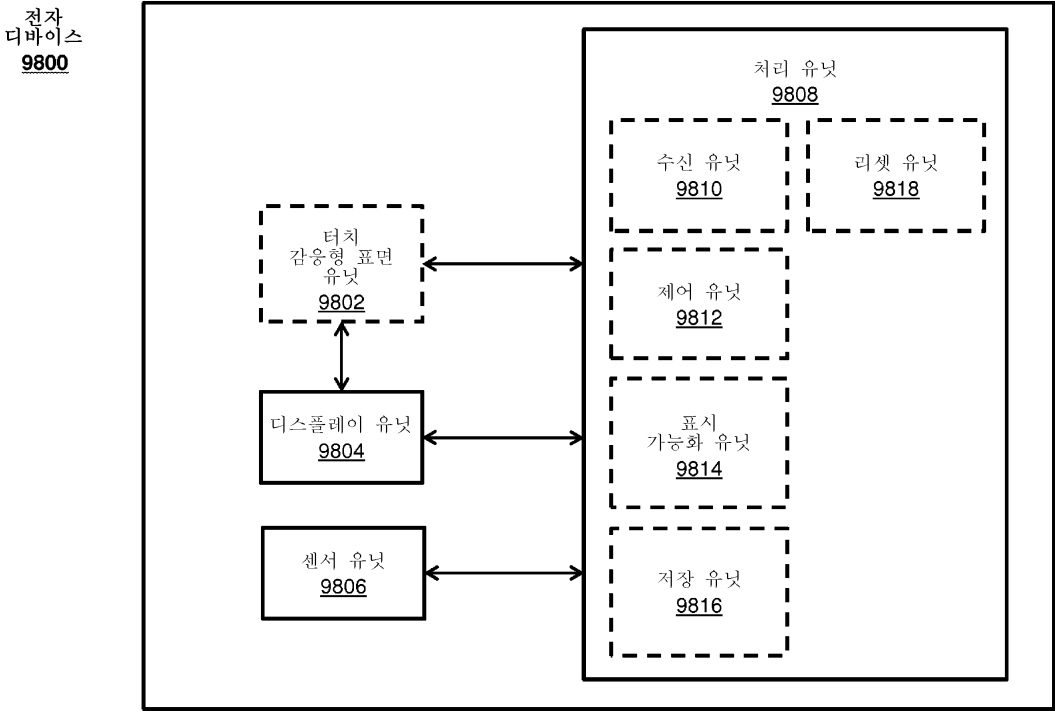 전자
디바이스
9800
처리 유닛
9808
수신 유닛
9810
리셋 유닛
9818
터치
감응형 표면
유닛
9802
제어 유닛
9812
디스플레이 유닛
9804
표시
가능화 유닛
9814
센서 유닛
9806
저장 유닛
9816